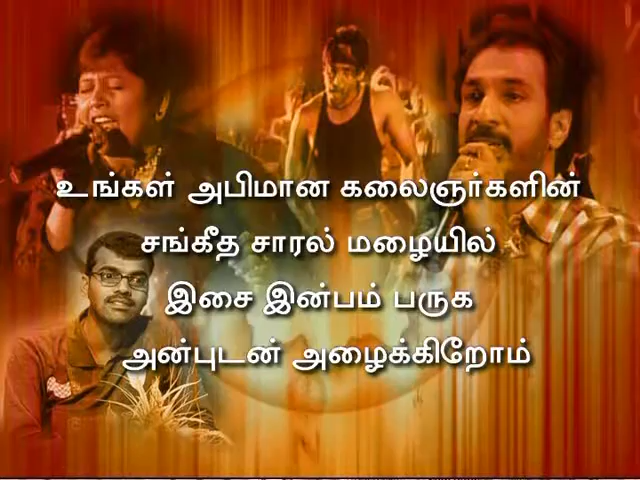 உங்கள் அபிமான கலைஞர்களின்
சங்கீத சாரல் மழையில்
இசை இன்பம் பருக
அன்புடன் அழைக்கிறோம்